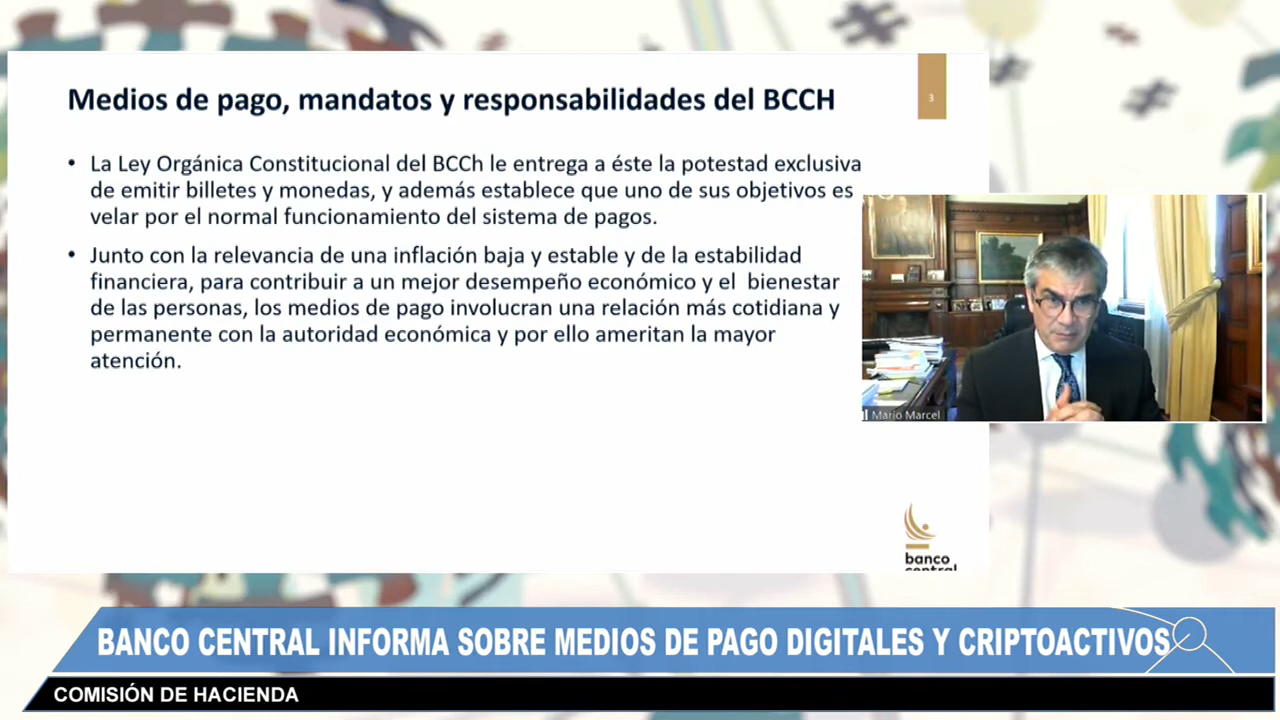 Medios de pago, mandatos y responsabilidades del BCCH
3
• La Ley Orgánica Constitucional del BCCh le entrega a éste la potestad exclusiva
de emitir billetes y monedas, y además establece que uno de sus objetivos es
velar por el normal funcionamiento del sistema de pagos.
• Junto con la relevancia de una inflación baja y estable y de la estabilidad
financiera, para contribuir a un mejor desempeño económico y el bienestar
de las personas, los medios de pago involucran una relación más cotidiana y
permanente con la autoridad económica y por ello ameritan la mayor
atención.
Mario Marcel
banco
central
BANCO CENTRAL INFORMA SOBRE MEDIOS DE PAGO DIGITALES Y CRIPTOACTIVOS
COMISIÓN DE HACIENDA